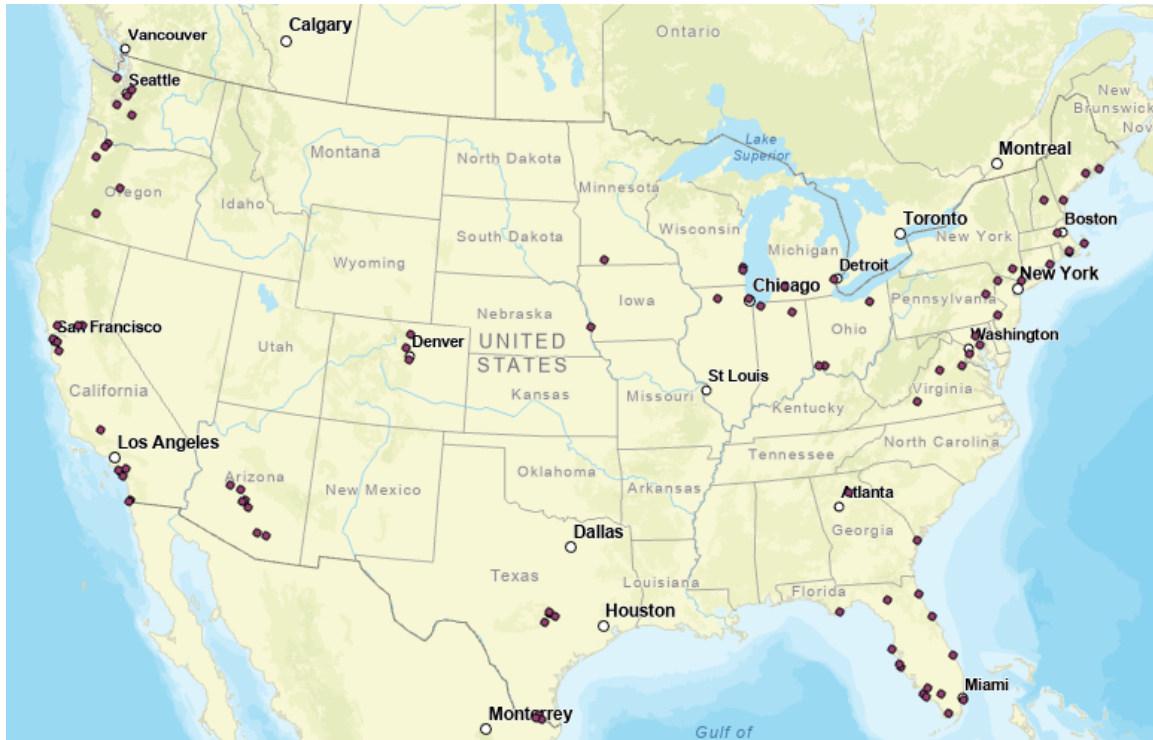 Calgary
Vancouver
Ontario
Seattle
New
Brunswick
Nov
Montana
North Dakota
Lake
Superior
Montreal
Minnesota
Oregon
Idaho
Wisconsin
Toronto
Boston
South Dakota
Michigan
New York
Wyoming
Detroit
New York
Chicago
Iowa
Pennsylvania
Nebraska
San Francisco
Ohio
Denver
UNITED
Washington
Utah
STATES
St Louis
California
Kansas
Missouri
Virginia
Kentucky
Los Angeles
North Carolina
Tennessee
Oklahoma
Arizona
New Mexico
Arkansas
Atlanta
Georgia
Dallas
Texas
Louisiana
Florida
Houston
Miami
Monterrey
Gulf of